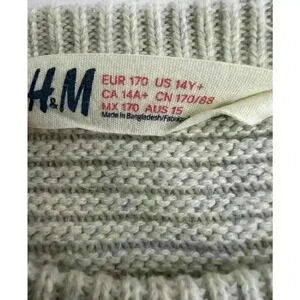 H&M
EUR 170 US 14Y+
CA 14A+ CN 170/88
MX 170 AUS 15
Made in Bangladesh/